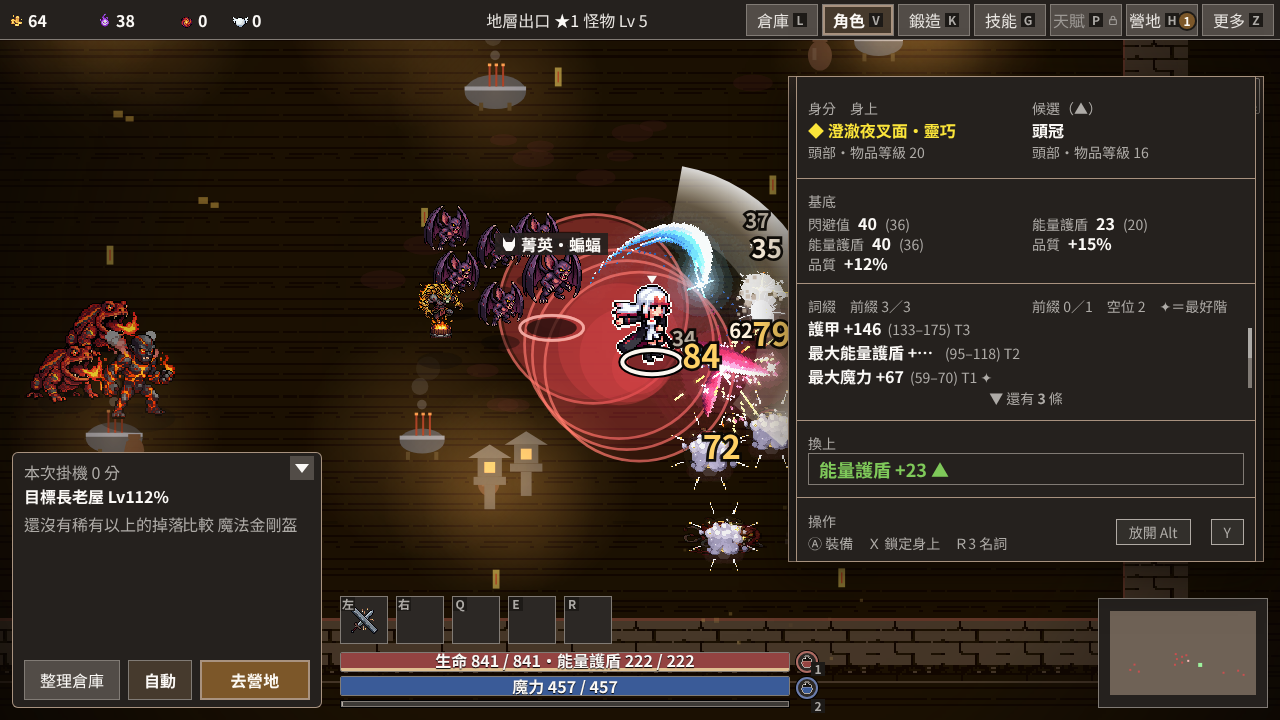 64
38
0
0
地層出口 ★1 怪物 Lv 5
倉庫 L
角色 V
鍛造 K
技能 G
天賦 P
營地 H 1
更多 Z
身分 身上
◆ 澄澈夜叉面・靈巧
頭部・物品等級 20
候選（▲）
頭冠
頭部・物品等級 16
基底
閃避值 40 (36)
能量護盾 40 (36)
品質 +12%
能量護盾 23 (20)
品質 +15%
詞綴 前綴 3／3
前綴 0／1 空位 2 ✦＝最好階
護甲 +146 (133–175) T3
最大能量護盾 +⋯ (95–118) T2
最大魔力 +67 (59–70) T1 ✦
▼還有 3 條
換上
能量護盾 +23 ▲
操作
Ⓐ 裝備 X 鎖定身上 R3 名詞
放開 Alt
Y
菁英・蝙蝠
37
35
62
79
34
84
72
本次掛機 0 分
▼
目標長老屋 Lv112%
還沒有稀有以上的掉落比較 魔法金剛盔
整理倉庫
自動
去營地
左
右
Q
E
R
生命 841 / 841・能量護盾 222 / 222
1
魔力 457 / 457
2